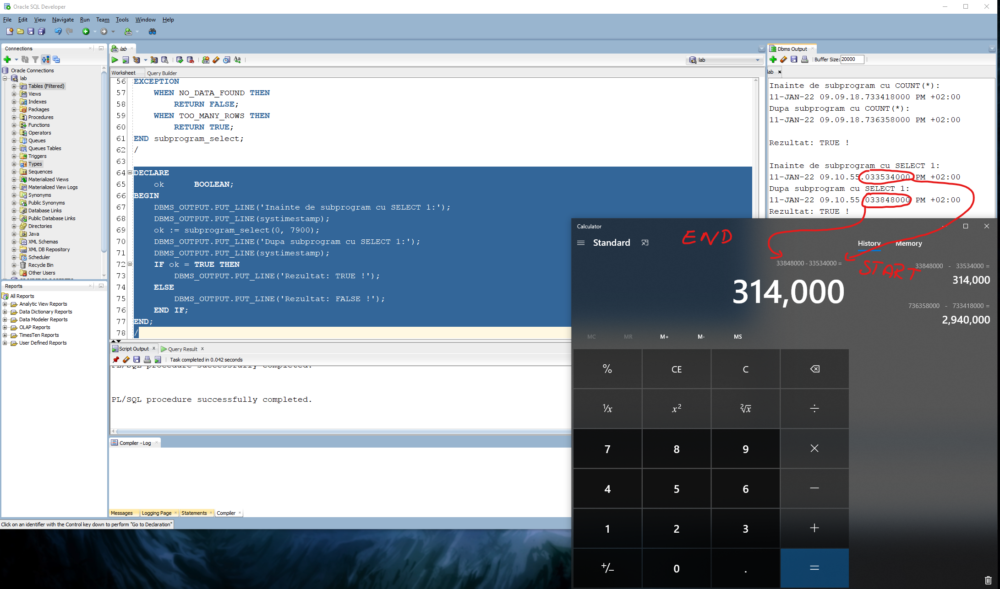 Oracle SQL Developer
File Edit View Navigate Run Team Tools Window Help
Connections
Oracle Connections
lab
Tables (Filtered)
Views
Indexes
Packages
Procedures
Functions
Operators
Queues
Queues Tables
Triggers
Types
Sequences
Materialized Views
Materialized View Logs
Synonyms
Public Synonyms
Database Links
Public Database Links
Directories
Java
XML Schemas
XML DB Repository
Scheduler
Recycle Bin
Other Users
Reports
All Reports
Analytic View Reports
Data Dictionary Reports
Data Modeler Reports
OLAP Reports
TimesTen Reports
User Defined Reports
lab
lab
Worksheet Query Builder
56 EXCEPTION
57 WHEN NO_DATA_FOUND THEN
58 RETURN FALSE;
59 WHEN TOO_MANY_ROWS THEN
60 RETURN TRUE;
61 END subprogram_select;
62 /
63
64 DECLARE
65 ok BOOLEAN;
66 BEGIN
67 DBMS_OUTPUT.PUT_LINE('Inainte de subprogram cu SELECT 1:');
68 DBMS_OUTPUT.PUT_LINE(systimestamp);
69 ok := subprogram_select(0, 7900);
70 DBMS_OUTPUT.PUT_LINE('Dupa subprogram cu SELECT 1:');
71 DBMS_OUTPUT.PUT_LINE(systimestamp);
72 IF ok = TRUE THEN
73 DBMS_OUTPUT.PUT_LINE('Rezultat: TRUE !');
74 ELSE
75 DBMS_OUTPUT.PUT_LINE('Rezultat: FALSE !');
76 END IF;
77 END;
78 /
Script Output Query Result
Task completed in 0.042 seconds
PL/SQL procedure successfully completed.
PL/SQL procedure successfully completed.
Compiler - Log
Messages Logging Page Statements Compiler
Click on an identifier with the Control key down to perform "Go to Declaration"
Dbms Output
Buffer Size: 20000
lab
Inainte de subprogram cu COUNT(*):
11-JAN-22 09.09.18.733418000 PM +02:00
Dupa subprogram cu COUNT(*):
11-JAN-22 09.09.18.736358000 PM +02:00
Rezultat: TRUE !
Inainte de subprogram cu SELECT 1:
11-JAN-22 09.10.55.033534000 PM +02:00
Dupa subprogram cu SELECT 1:
11-JAN-22 09.10.55.033848000 PM +02:00
Rezultat: TRUE !
Calculator
Standard
END
History Memory
33848000 - 33534000 =
START
314,000
33848000 - 33534000 =
314,000
736358000 - 733418000 =
2,940,000
MC MR M+ M- MS
% CE C
1/x x² ²√x ÷
7 8 9 ×
4 5 6 −
1 2 3 +
+/− 0 . =